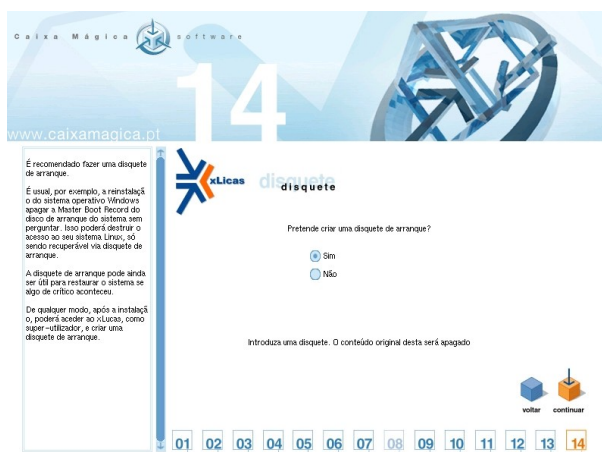 Caixa Mágica software
14
www.caixamagica.pt
É recomendado fazer uma disquete
de arranque.
É usual, por exemplo, a reinstalaçã
o do sistema operativo Windows
apagar a Master Boot Record do
disco de arranque do sistema sem
perguntar. Isso poderá destruir o
acesso ao seu sistema Linux, só
sendo recuperável via disquete de
arranque.
A disquete de arranque pode ainda
ser útil para restaurar o sistema se
algo de crítico aconteceu.
De qualquer modo, após a instalaçã
o, poderá aceder ao xLucas, como
super-utilizador, e criar uma
disquete de arranque.
xLicas
disquete
disquete
Pretende criar uma disquete de arranque?
Sim
Não
Introduza uma disquete. O conteúdo original desta será apagado
voltar continuar
01 02 03 04 05 06 07 08 09 10 11 12 13 14